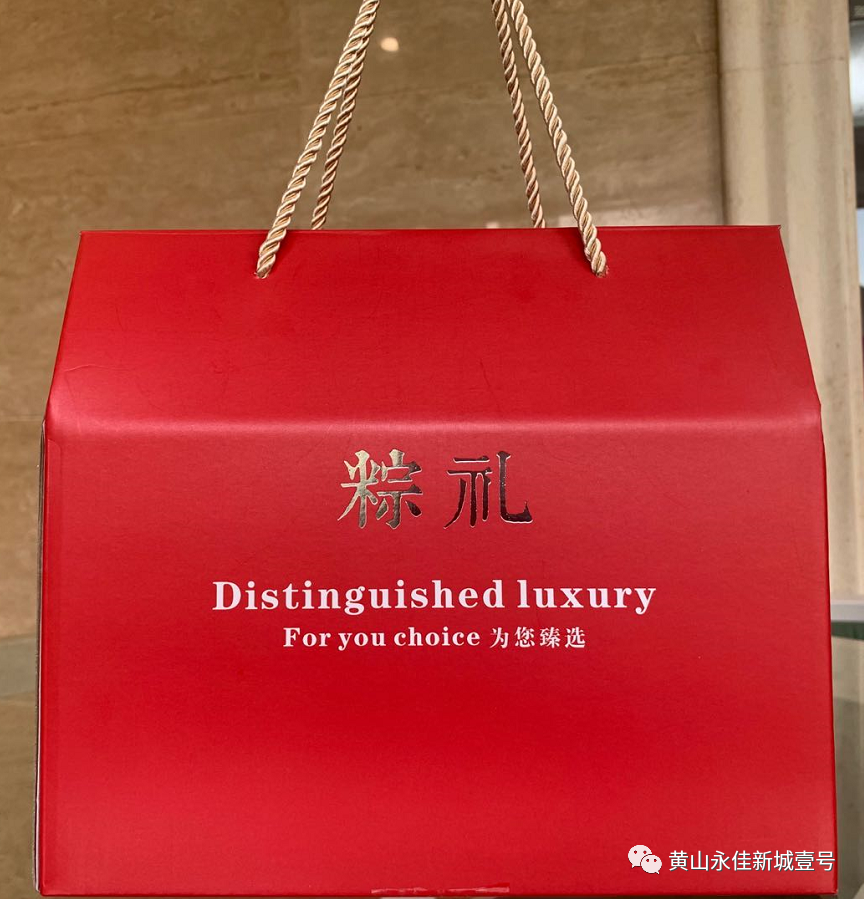 粽礼
Distinguished luxury
For you choice 为您臻选
黄山永佳新城壹号